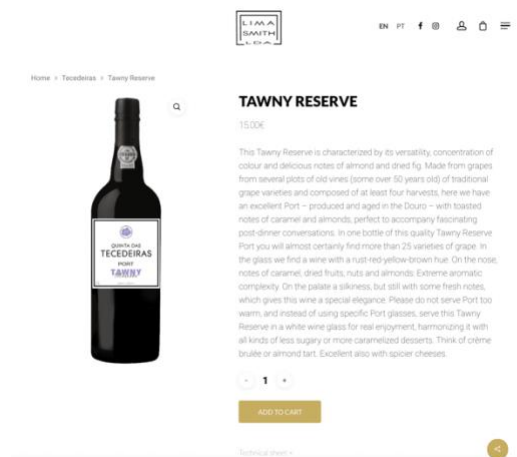 LIMA
SMITH
LDA
EN PT
Home > Tecedeiras > Tawny Reserve
TAWNY RESERVE
15,00€
This Tawny Reserve is characterized by its versatility, concentration of
colour and delicious notes of almond and dried fig. Made from grapes
from several plots of old vines (some over 50 years old) of traditional
grape varieties and composed of at least four harvests, here we have
an excellent Port – produced and aged in the Douro – with toasted
notes of caramel and almonds, perfect to accompany fascinating
post-dinner conversations. In one bottle of this quality Tawny Reserve
Port you will almost certainly find more than 25 varieties of grape. In
the glass we find a wine with a rust-red-yellow-brown hue. On the nose,
notes of caramel, dried fruits, nuts and almonds. Extreme aromatic
complexity. On the palate a silkiness, but still with some fresh notes,
which gives this wine a special elegance. Please do not serve Port too
warm, and instead of using specific Port glasses, serve this Tawny
Reserve in a white wine glass for real enjoyment, harmonizing it with
all kinds of less sugary or more caramelized desserts. Think of crème
brulée or almond tart. Excellent also with spicier cheeses.
QUINTA DAS
TECEDEIRAS
PORT
TAWNY
- 1 +
ADD TO CART
Technical sheet +